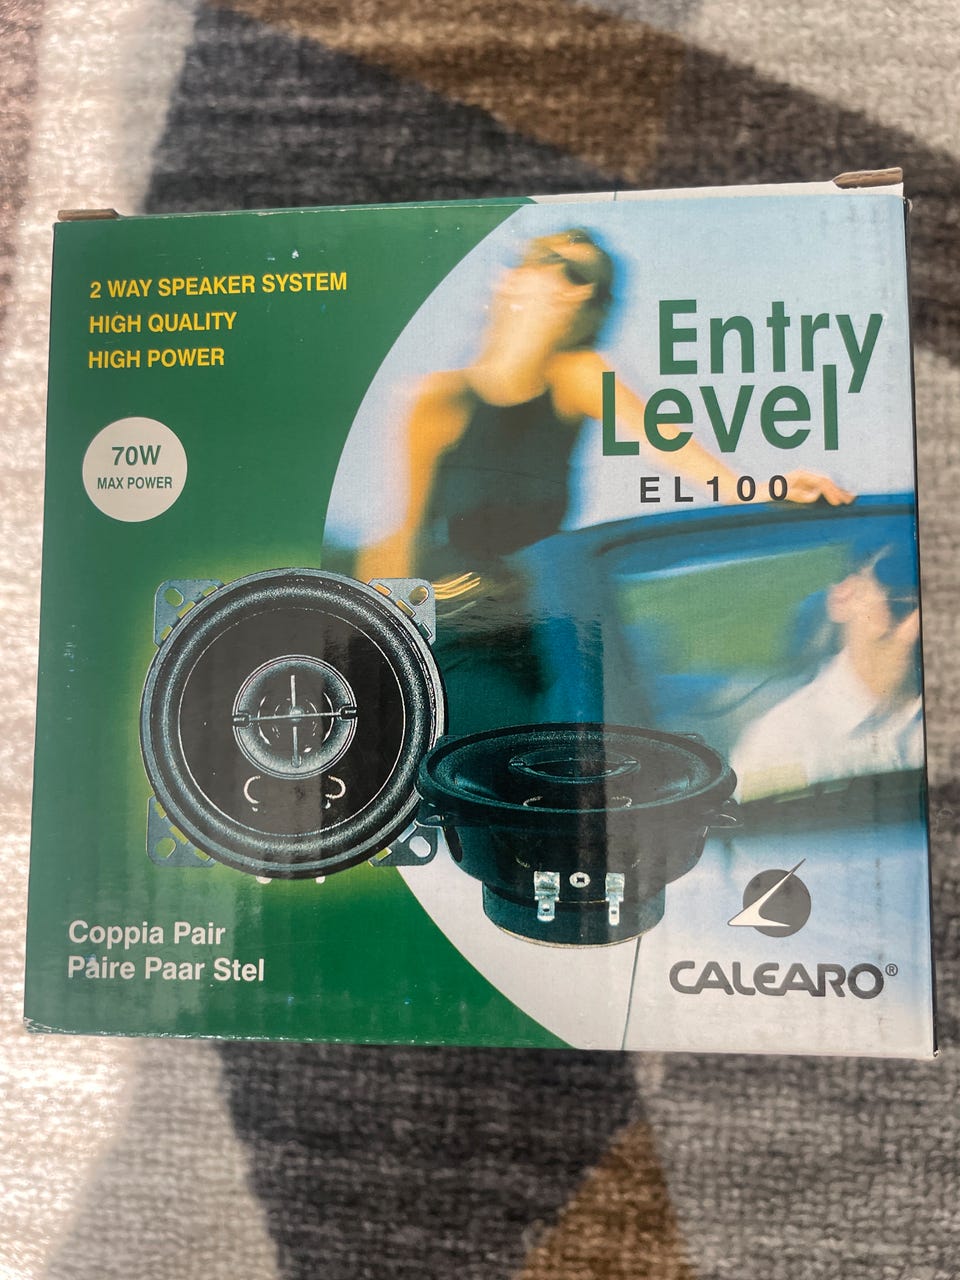 2 WAY SPEAKER SYSTEM
HIGH QUALITY
HIGH POWER
70W
MAX POWER
Entry
Level
EL100
Coppia Pair
Paire Paar Stel
CALEARO®